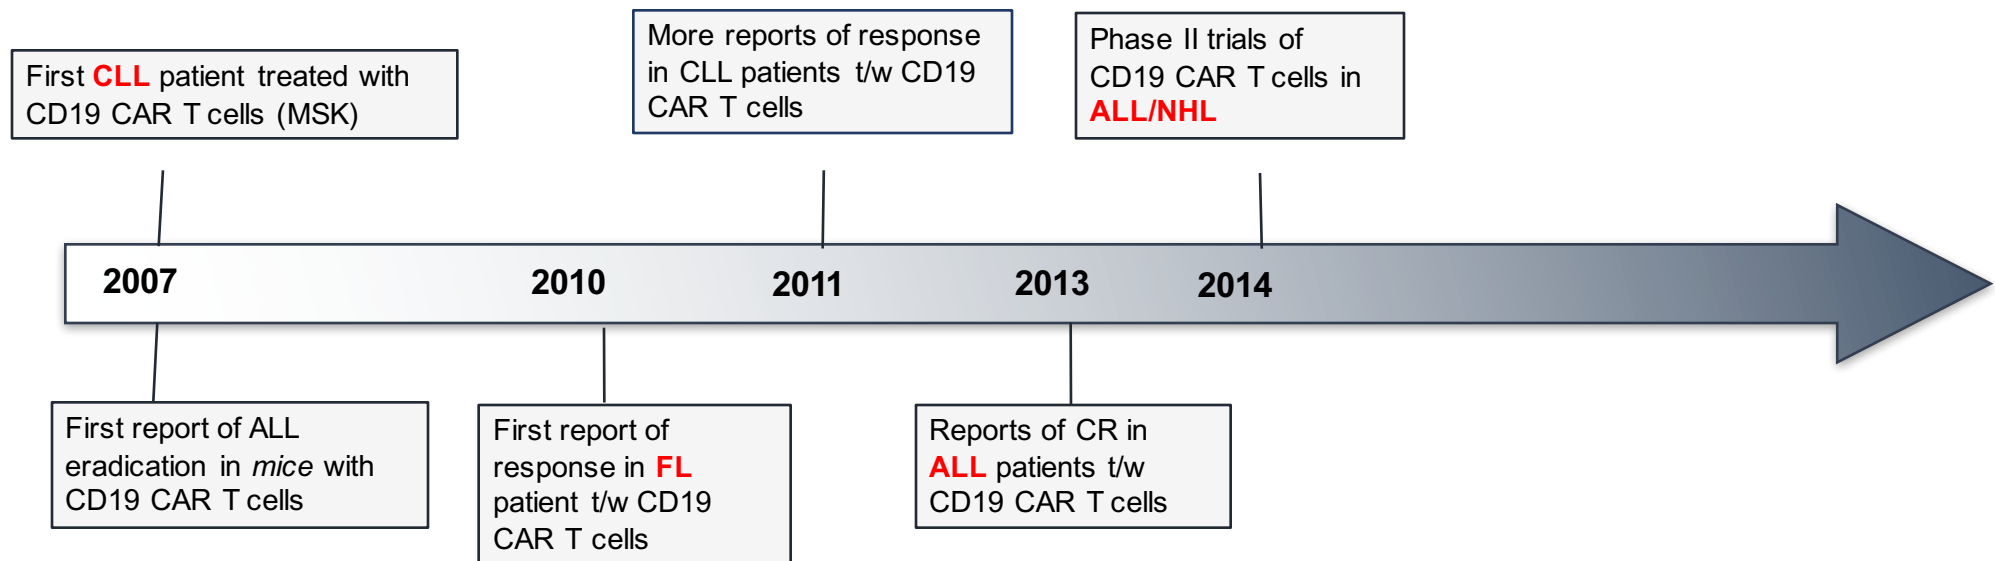 First CLL patient treated with
CD19 CAR T cells (MSK)
More reports of response
in CLL patients t/w CD19
CAR T cells
Phase II trials of
CD19 CAR T cells in
ALL/NHL
2007
2010
2011
2013
2014
First report of ALL
eradication in mice with
CD19 CAR T cells
First report of
response in FL
patient t/w CD19
CAR T cells
Reports of CR in
ALL patients t/w
CD19 CAR T cells